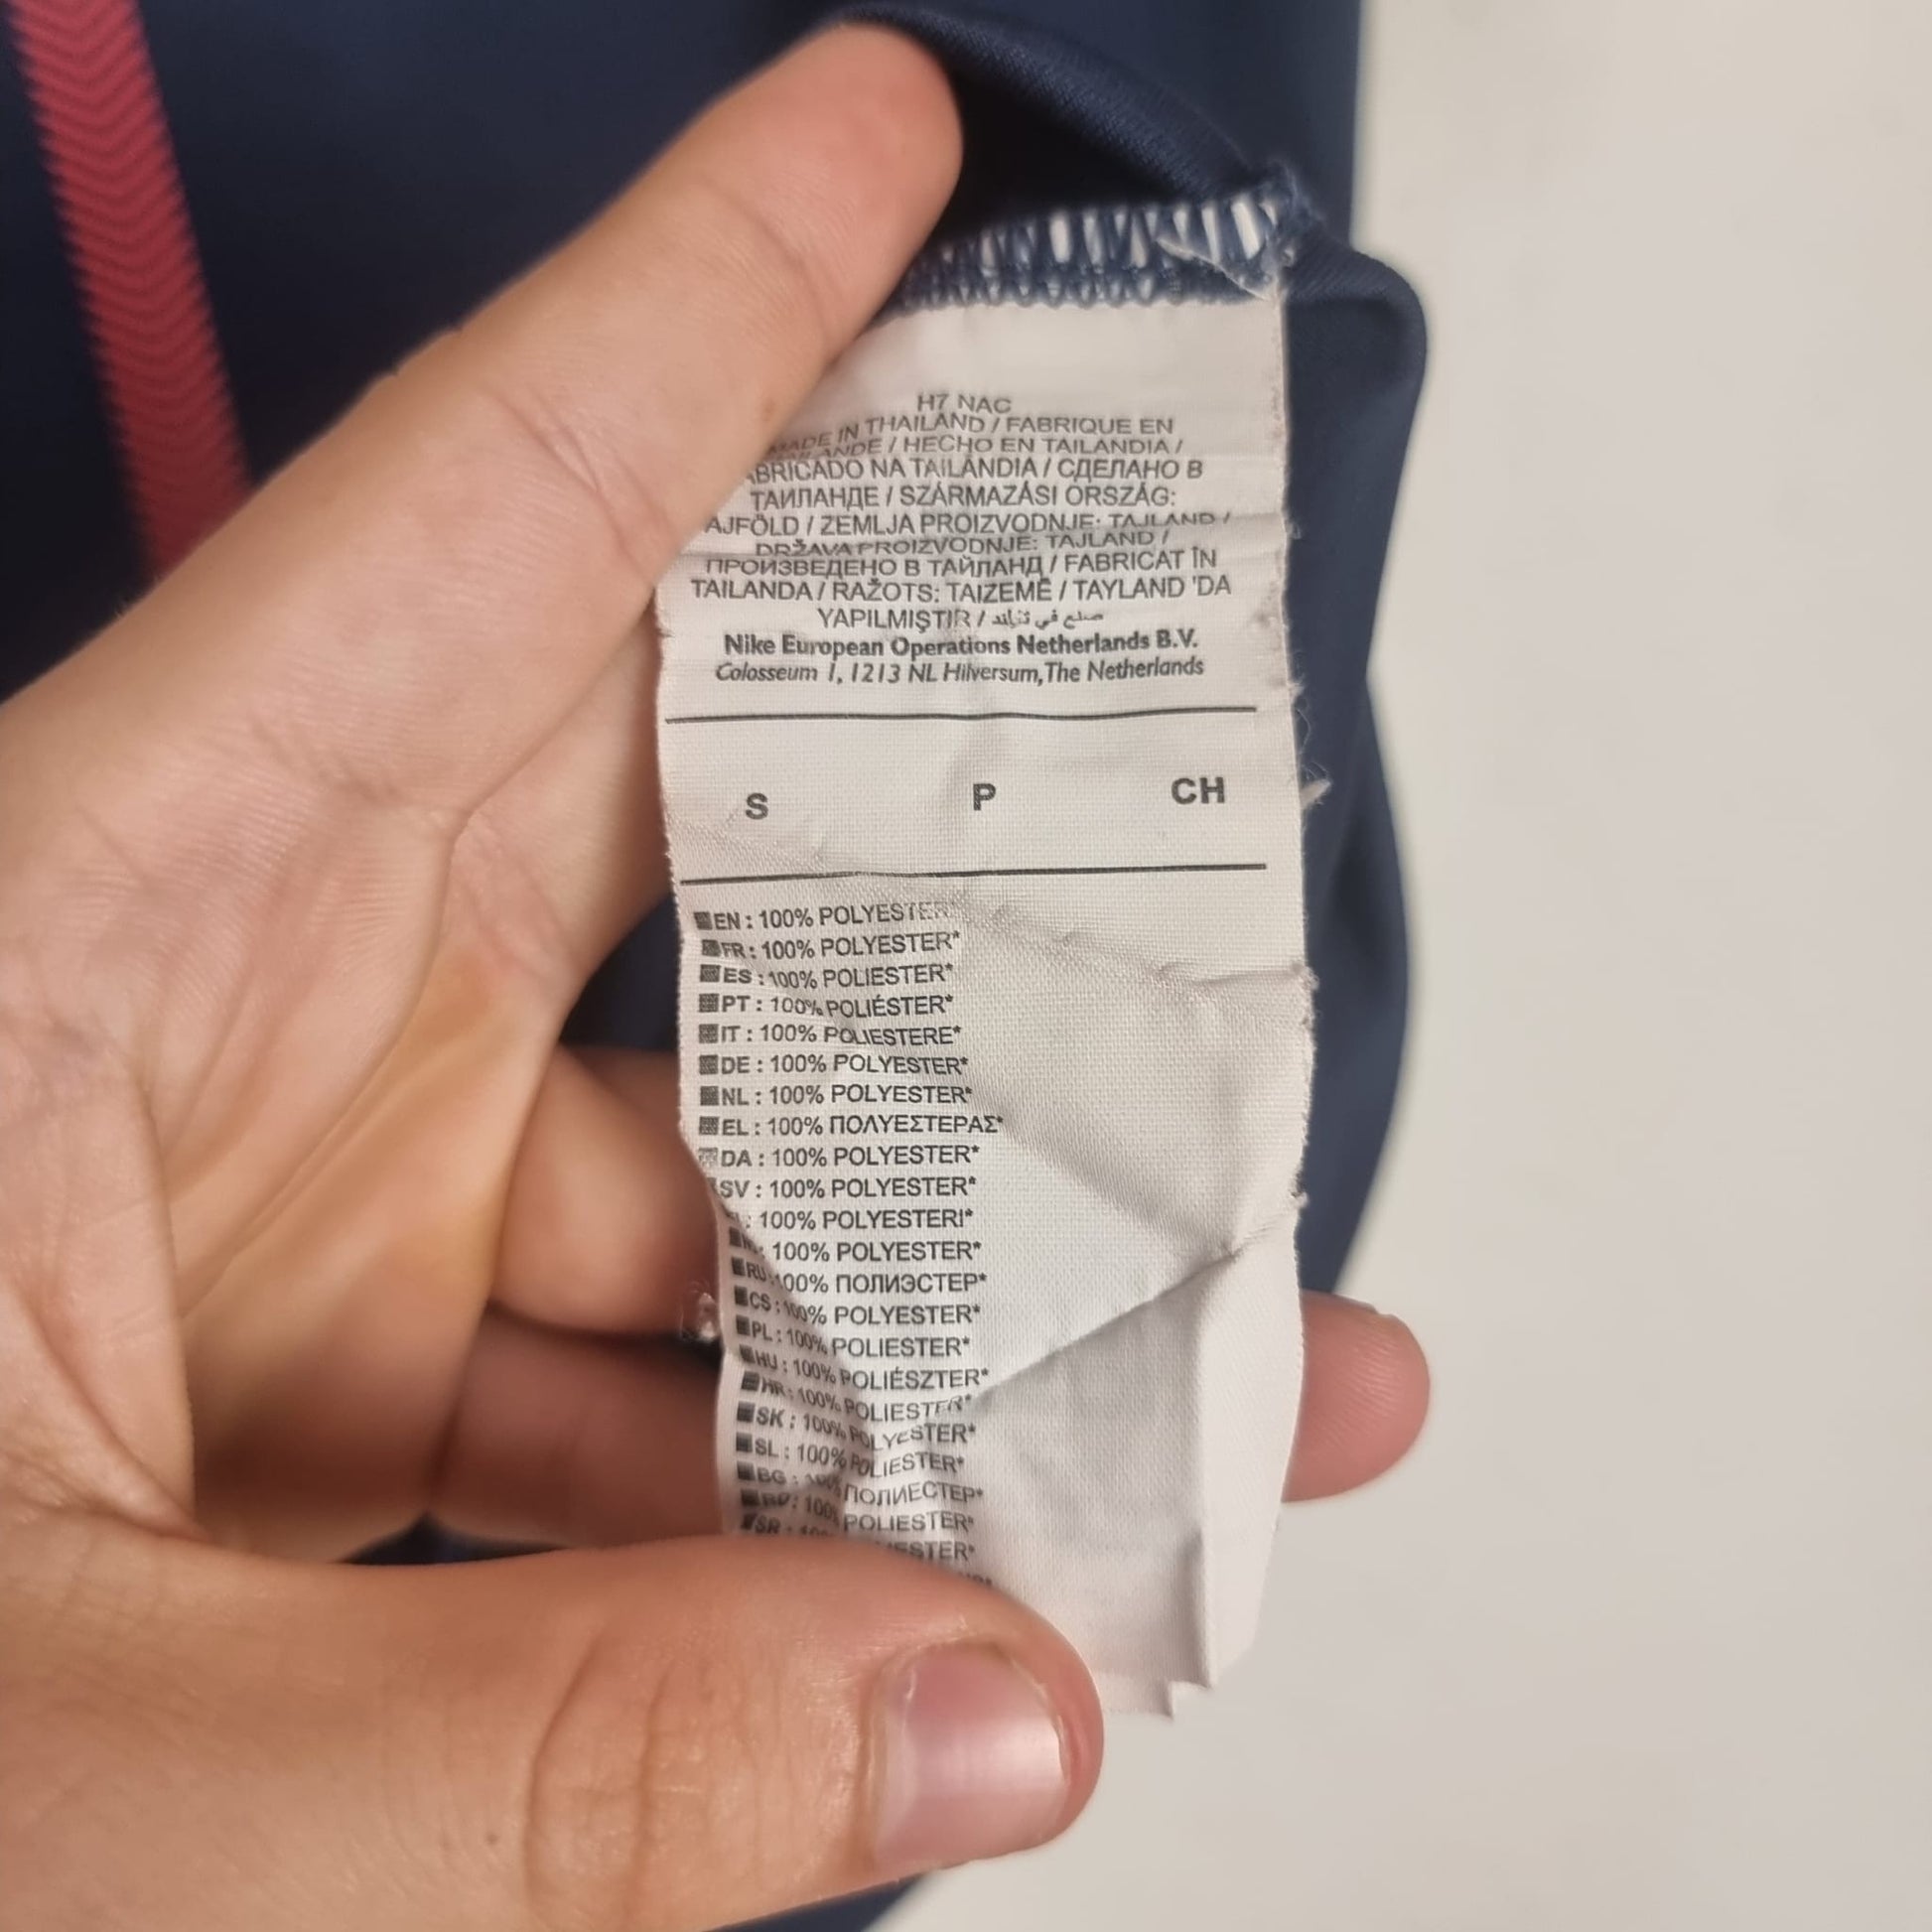 H7 NAC
MADE IN THAILAND / FABRIQUE EN
/ HECHO EN TAILANDIA /
NA TAILÂNDIA / СДЕЛАНО В
ТАИЛАНДЕ / SZÁRMAZÁSI ORSZÁG:
/ ZEMLJA PROIZVODNJE: TAJLAND /
DRŽAVA PROIZVODNJE: TAJLAND /
ПРОИЗВЕДЕНО В ТАЙЛАНД / FABRICAT ÎN
TAILANDA / RAŽOTS: TAIZEMĒ / TAYLAND 'DA
YAPILMIŞTIR / صنع في
Nike European Operations Netherlands B.V.
Colosseum 1, 1213 NL Hilversum, The Netherlands
S P CH
EN : 100% POLYESTER*
FR : 100% POLYESTER*
ES : 100% POLIESTER*
PT : 100% POLIÉSTER*
IT : 100% POLIESTERE*
DE : 100% POLYESTER*
NL : 100% POLYESTER*
EL : 100% ΠΟΛΥΕΣΤΕΡΑΣ*
DA : 100% POLYESTER*
SV : 100% POLYESTER*
: 100% POLYESTERI*
: 100% POLYESTER*
RU : 100% ПОЛИЭСТЕР*
CS : 100% POLYESTER*
PL : 100% POLIESTER*
HU : 100% POLIÉSZTER*
HR : 100% POLIESTER*
SK : 100% POLYESTER*
SL : 100% POLIESTER*
BG : 100% ПОЛИЕСТЕР*
RO : 100% POLIESTER*
SR :